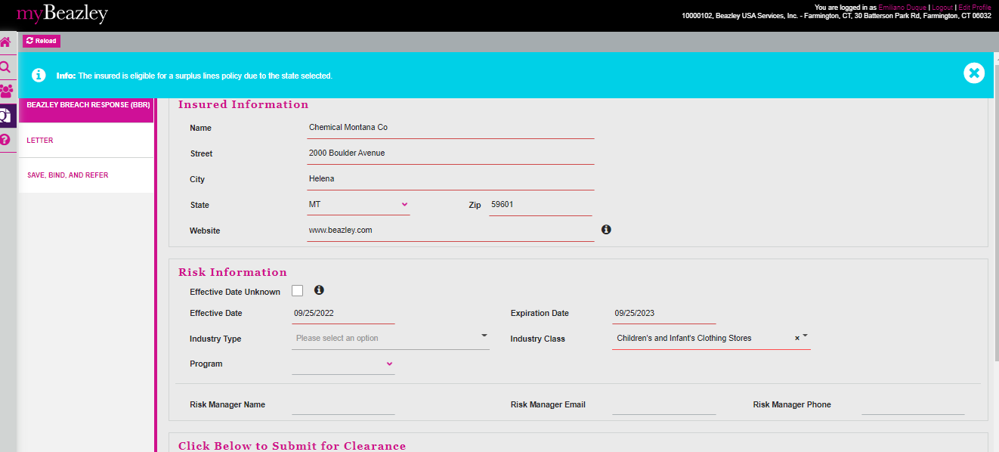 myBeazley
You are logged in as Emiliano Duque | Logout | Edit Profile
10000102, Beazley USA Services, Inc. - Farmington, CT, 30 Batterson Park Rd, Farmington, CT 06032
Reload
Info: The insured is eligible for a surplus lines policy due to the state selected.
BEAZLEY BREACH RESPONSE (BBR)
LETTER
SAVE, BIND, AND REFER
Insured Information
Name Chemical Montana Co
Street 2000 Boulder Avenue
City Helena
State MT Zip 59601
Website www.beazley.com
Risk Information
Effective Date Unknown
Effective Date 09/25/2022 Expiration Date 09/25/2023
Industry Type Please select an option Industry Class Children's and Infant's Clothing Stores ×
Program
Risk Manager Name Risk Manager Email Risk Manager Phone
Click Below to Submit for Clearance